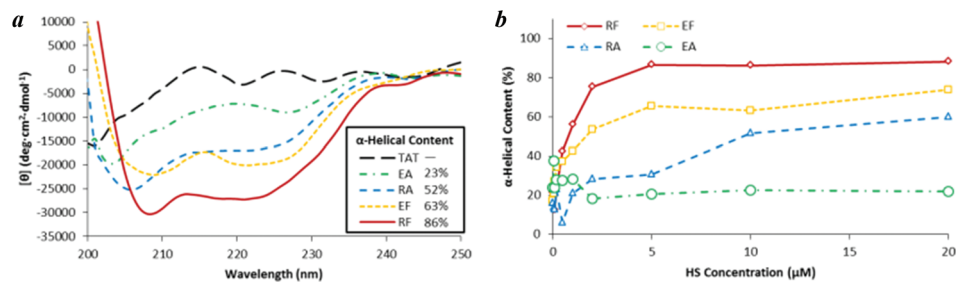 a
10000
5000
0
-5000
-10000
-15000
-20000
-25000
-30000
-35000
[θ] (deg·cm²·dmol⁻¹)
200 210 220 230 240 250
Wavelength (nm)
α-Helical Content
TAT —
EA 23%
RA 52%
EF 63%
RF 86%
b
RF EF
RA EA
100
80
60
40
20
0
α-Helical Content (%)
0 5 10 15 20
HS Concentration (μM)